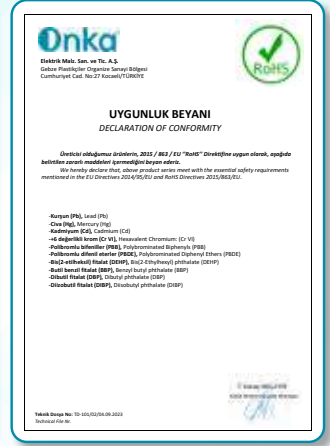 Onka
RoHS
Elektrik Malz. San. ve Tic. A.Ş.
Gebze Plastikçiler Organize Sanayi Bölgesi
Cumhuriyet Cad. No:27 Kocaeli/TÜRKİYE
UYGUNLUK BEYANI
DECLARATION OF CONFORMITY
Üreticisi olduğumuz ürünlerin, 2015 / 863 / EU "RoHS" Direktifine uygun olarak, aşağıda
belirtilen zararlı maddeleri içermediğini beyan ederiz.
We hereby declare that, above product series meet with the essential safety requirements
mentioned in the EU Directives 2014/95/EU and RoHS Directives 2015/863/EU.
-Kurşun (Pb), Lead (Pb)
-Civa (Hg), Mercury (Hg)
-Kadmiyum (Cd), Cadmium (Cd)
-+6 değerlikli krom (Cr VI), Hexavalent Chromium: (Cr VI)
-Polibromlu bifeniller (PBB), Polybrominated Biphenyls (PBB)
-Polibromlu difenil eterler (PBDE), Polybrominated Diphenyl Ethers (PBDE)
-Bis(2-etilheksil) fitalat (DEHP), Bis(2-Ethylhexyl) phthalate (DEHP)
-Butil benzil fitalat (BBP), Benzyl butyl phthalate (BBP)
-Dibutil fitalat (DBP), Dibutyl phthalate (DBP)
-Diizobutil fitalat (DIBP), Diisobutyl phthalate (DIBP)
Teknik Dosya No: TD-101/02/04.09.2023
Technical File Nr.